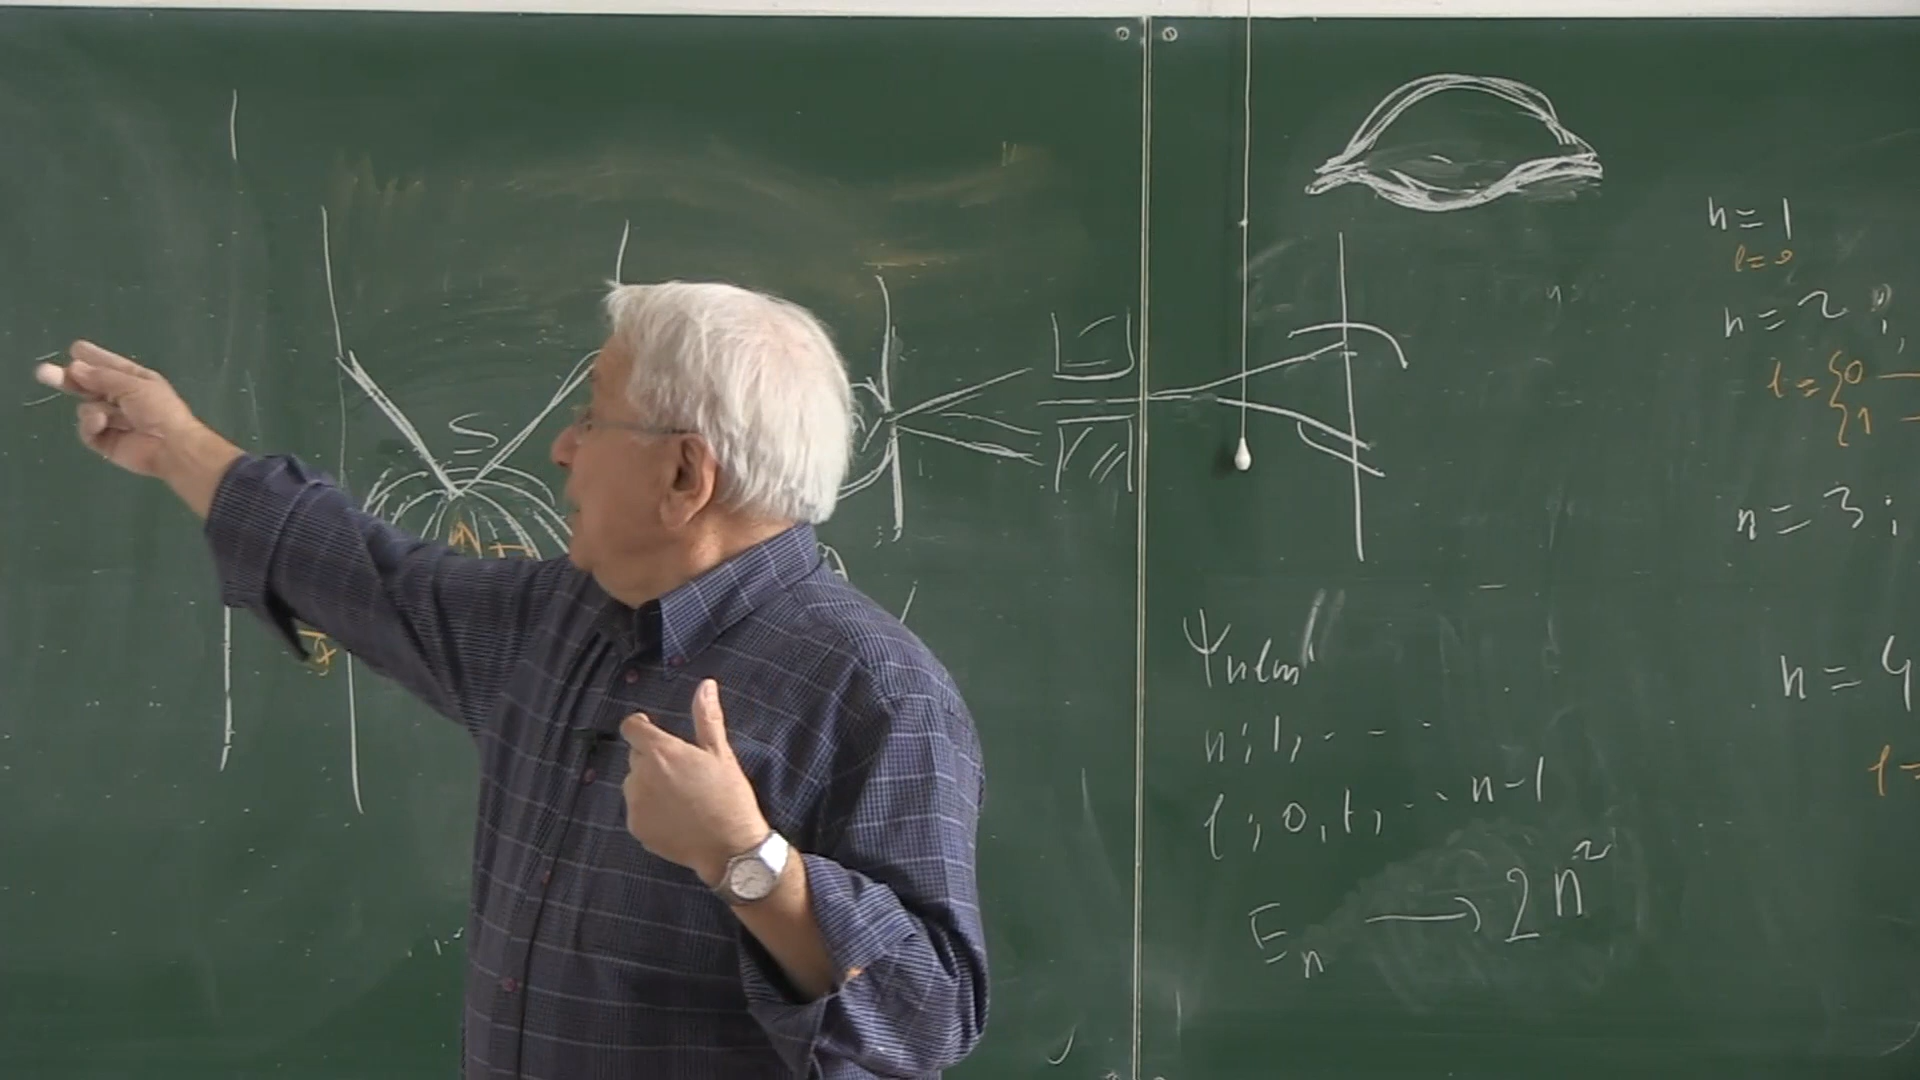 S
n=1
l=0
n=2;
l={0
1
n=3;
n=4
l=
Ψnlm
n;1,...
l;0,1,...n-1
En → 2n²